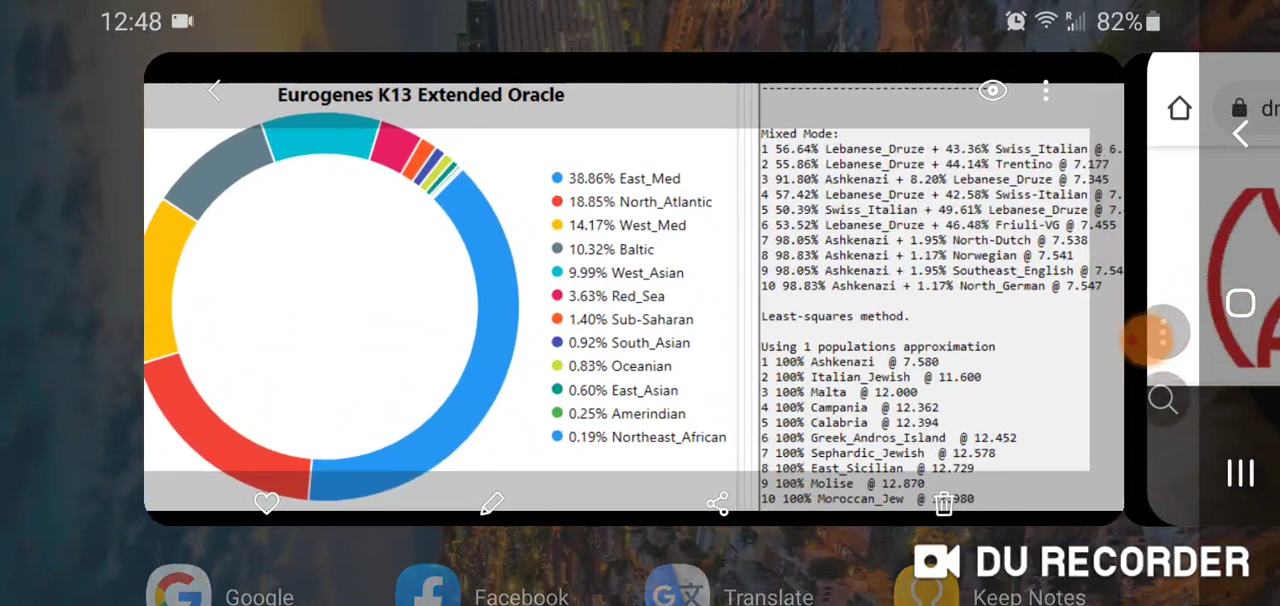 12:48
82%
Eurogenes K13 Extended Oracle
38.86% East_Med
18.85% North_Atlantic
14.17% West_Med
10.32% Baltic
9.99% West_Asian
3.63% Red_Sea
1.40% Sub-Saharan
0.92% South_Asian
0.83% Oceanian
0.60% East_Asian
0.25% Amerindian
0.19% Northeast_African
Mixed Mode:
1 56.64% Lebanese_Druze + 43.36% Swiss_Italian @ 6.
2 55.86% Lebanese_Druze + 44.14% Trentino @ 7.177
3 91.80% Ashkenazi + 8.20% Lebanese_Druze @ 7.345
4 57.42% Lebanese_Druze + 42.58% Swiss-Italian @ 7.
5 50.39% Swiss_Italian + 49.61% Lebanese_Druze @ 7.
6 53.52% Lebanese_Druze + 46.48% Friuli-VG @ 7.455
7 98.05% Ashkenazi + 1.95% North-Dutch @ 7.538
8 98.83% Ashkenazi + 1.17% Norwegian @ 7.541
9 98.05% Ashkenazi + 1.95% Southeast_English @ 7.54
10 98.83% Ashkenazi + 1.17% North_German @ 7.547
Least-squares method.
Using 1 populations approximation
1 100% Ashkenazi @ 7.580
2 100% Italian_Jewish @ 11.600
3 100% Malta @ 12.000
4 100% Campania @ 12.362
5 100% Calabria @ 12.394
6 100% Greek_Andros_Island @ 12.452
7 100% Sephardic_Jewish @ 12.578
8 100% East_Sicilian @ 12.729
9 100% Molise @ 12.870
10 100% Moroccan_Jew @ 980
dr
DU RECORDER
Google
Facebook
Translate
Keep Notes